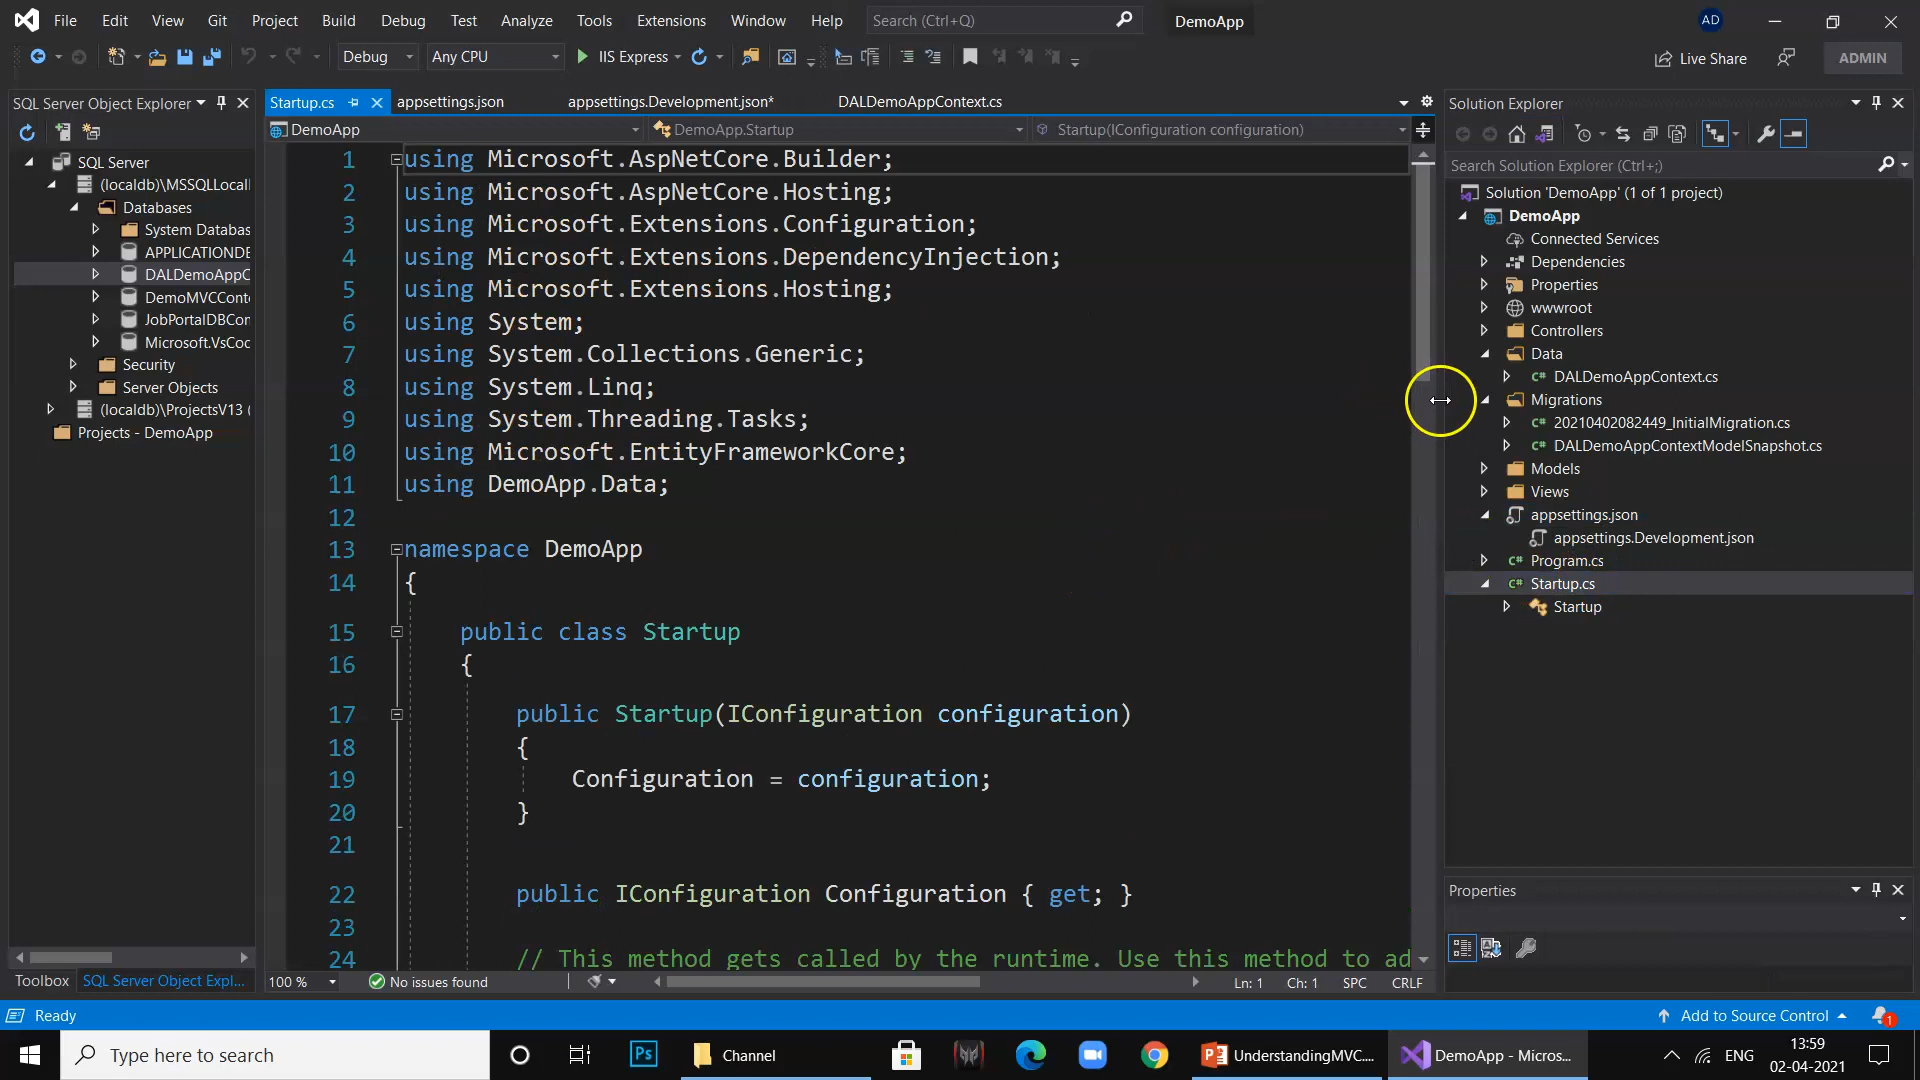 File Edit View Git Project Build Debug Test Analyze Tools Extensions Window Help Search (Ctrl+Q) DemoApp AD
Debug Any CPU IIS Express Live Share ADMIN
SQL Server Object Explorer
SQL Server
(localdb)\MSSQLLocal
Databases
System Databas
APPLICATIONDE
DALDemoAppC
DemoMVCConte
JobPortalDBCon
Microsoft.VsCoc
Security
Server Objects
(localdb)\ProjectsV13 (
Projects - DemoApp
Toolbox SQL Server Object Expl...
Startup.cs appsettings.json appsettings.Development.json* DALDemoAppContext.cs
DemoApp DemoApp.Startup Startup(IConfiguration configuration)
1 using Microsoft.AspNetCore.Builder;
2 using Microsoft.AspNetCore.Hosting;
3 using Microsoft.Extensions.Configuration;
4 using Microsoft.Extensions.DependencyInjection;
5 using Microsoft.Extensions.Hosting;
6 using System;
7 using System.Collections.Generic;
8 using System.Linq;
9 using System.Threading.Tasks;
10 using Microsoft.EntityFrameworkCore;
11 using DemoApp.Data;
12
13 namespace DemoApp
14 {
15 public class Startup
16 {
17 public Startup(IConfiguration configuration)
18 {
19 Configuration = configuration;
20 }
21
22 public IConfiguration Configuration { get; }
23
24 // This method gets called by the runtime. Use this method to ad
100 % No issues found Ln: 1 Ch: 1 SPC CRLF
Solution Explorer
Search Solution Explorer (Ctrl+;)
Solution 'DemoApp' (1 of 1 project)
DemoApp
Connected Services
Dependencies
Properties
wwwroot
Controllers
Data
C# DALDemoAppContext.cs
Migrations
C# 20210402082449_InitialMigration.cs
C# DALDemoAppContextModelSnapshot.cs
Models
Views
appsettings.json
appsettings.Development.json
C# Program.cs
C# Startup.cs
Startup
Properties
Ready Add to Source Control 1
Type here to search Ps Channel UnderstandingMVC.... DemoApp - Micros... ENG 13:59
02-04-2021